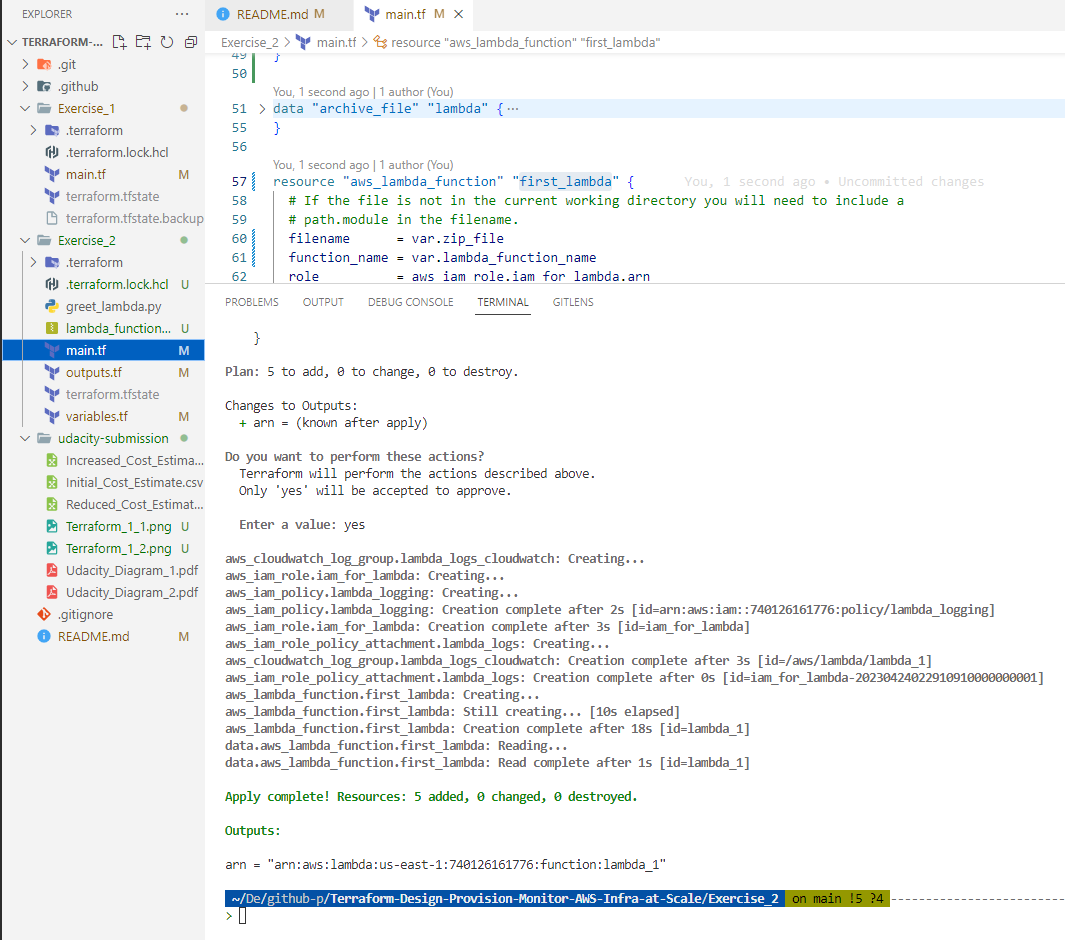 EXPLORER ...
TERRAFORM-...
.git
.github
Exercise_1
.terraform
.terraform.lock.hcl
main.tf M
terraform.tfstate
terraform.tfstate.backup
Exercise_2
.terraform
.terraform.lock.hcl U
greet_lambda.py
lambda_function... U
main.tf M
outputs.tf M
terraform.tfstate
variables.tf M
udacity-submission
Increased_Cost_Estima...
Initial_Cost_Estimate.csv
Reduced_Cost_Estimat...
Terraform_1_1.png U
Terraform_1_2.png U
Udacity_Diagram_1.pdf
Udacity_Diagram_2.pdf
.gitignore
README.md M
README.md M main.tf M
Exercise_2 > main.tf > resource "aws_lambda_function" "first_lambda"
49 }
50
You, 1 second ago | 1 author (You)
51 data "archive_file" "lambda" { ...
55 }
56
You, 1 second ago | 1 author (You)
57 resource "aws_lambda_function" "first_lambda" { You, 1 second ago • Uncommitted changes
58 # If the file is not in the current working directory you will need to include a
59 # path.module in the filename.
60 filename = var.zip_file
61 function_name = var.lambda_function_name
62 role = aws_iam_role.iam_for_lambda.arn
PROBLEMS OUTPUT DEBUG CONSOLE TERMINAL GITLENS
}
Plan: 5 to add, 0 to change, 0 to destroy.
Changes to Outputs:
+ arn = (known after apply)
Do you want to perform these actions?
Terraform will perform the actions described above.
Only 'yes' will be accepted to approve.
Enter a value: yes
aws_cloudwatch_log_group.lambda_logs_cloudwatch: Creating...
aws_iam_role.iam_for_lambda: Creating...
aws_iam_policy.lambda_logging: Creating...
aws_iam_policy.lambda_logging: Creation complete after 2s [id=arn:aws:iam::740126161776:policy/lambda_logging]
aws_iam_role.iam_for_lambda: Creation complete after 3s [id=iam_for_lambda]
aws_iam_role_policy_attachment.lambda_logs: Creating...
aws_cloudwatch_log_group.lambda_logs_cloudwatch: Creation complete after 3s [id=/aws/lambda/lambda_1]
aws_iam_role_policy_attachment.lambda_logs: Creation complete after 0s [id=iam_for_lambda-20230424022910910000000001]
aws_lambda_function.first_lambda: Creating...
aws_lambda_function.first_lambda: Still creating... [10s elapsed]
aws_lambda_function.first_lambda: Creation complete after 18s [id=lambda_1]
data.aws_lambda_function.first_lambda: Reading...
data.aws_lambda_function.first_lambda: Read complete after 1s [id=lambda_1]
Apply complete! Resources: 5 added, 0 changed, 0 destroyed.
Outputs:
arn = "arn:aws:lambda:us-east-1:740126161776:function:lambda_1"
~/De/github-p/Terraform-Design-Provision-Monitor-AWS-Infra-at-Scale/Exercise_2 on main !5 ?4
>